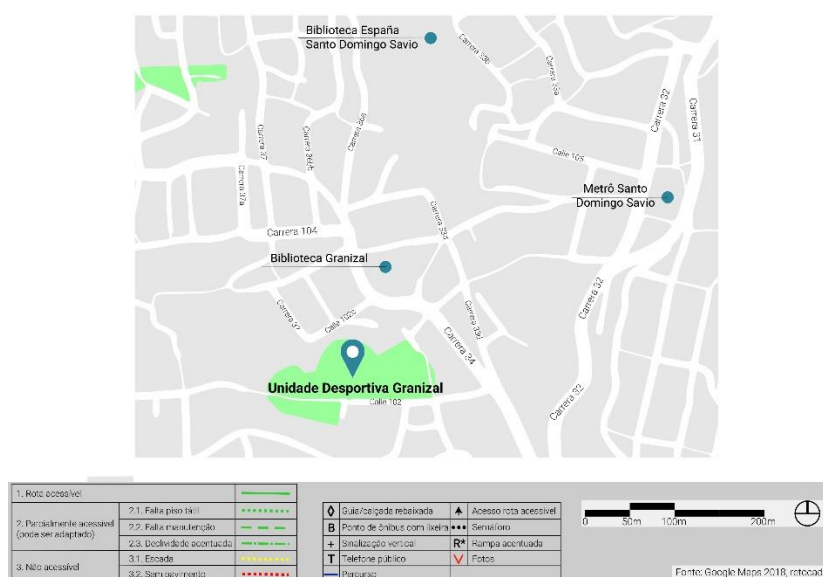 Biblioteca España
Santo Domingo Savio
Carrera 33b
Carrera 33a
Carrera 32
Carrera 31
Carrera 37
Carrera 36b
Carrera 36a
Calle 105
Metrô Santo
Domingo Savio
Carrera 37a
Carrera 33d
Carrera 104
Biblioteca Granizal
Carrera 37
Calle 102c
Carrera 33d
Carrera 34
Carrera 32
Unidade Desportiva Granizal
Calle 102
Carrera 32
1. Rota acessível
2. Parcialmente acessível
(pode ser adaptado)
2.1. Falta piso tátil
2.2. Falta manutenção
2.3. Declividade acentuada
3. Não acessível
3.1. Escada
3.2. Sem pavimento
Guia/calçada rebaixada
Acesso rota acessível
B Ponto de ônibus com lixeira
Semáforo
+ Sinalização vertical
R* Rampa acentuada
T Telefone público
Fotos
Percurso
0 50m 100m 200m
Fonte: Google Maps 2018, retocad